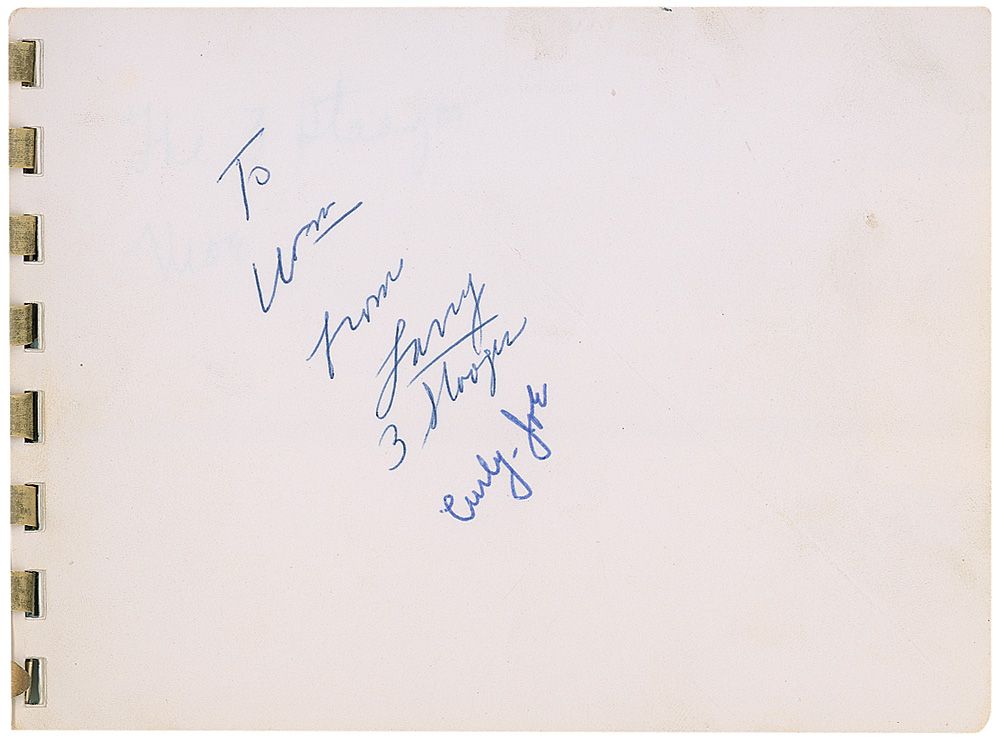 To
from
Larry
3 Stooges
Curly-Joe